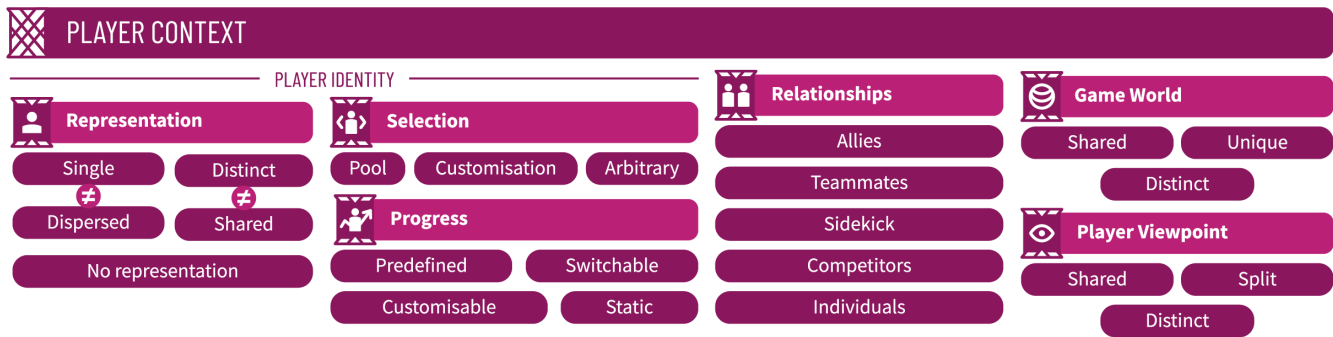 PLAYER CONTEXT
PLAYER IDENTITY
Representation
Single
Distinct
≠
≠
Dispersed
Shared
No representation
Selection
Pool
Customisation
Arbitrary
Progress
Predefined
Switchable
Customisable
Static
Relationships
Allies
Teammates
Sidekick
Competitors
Individuals
Game World
Shared
Unique
Distinct
Player Viewpoint
Shared
Split
Distinct